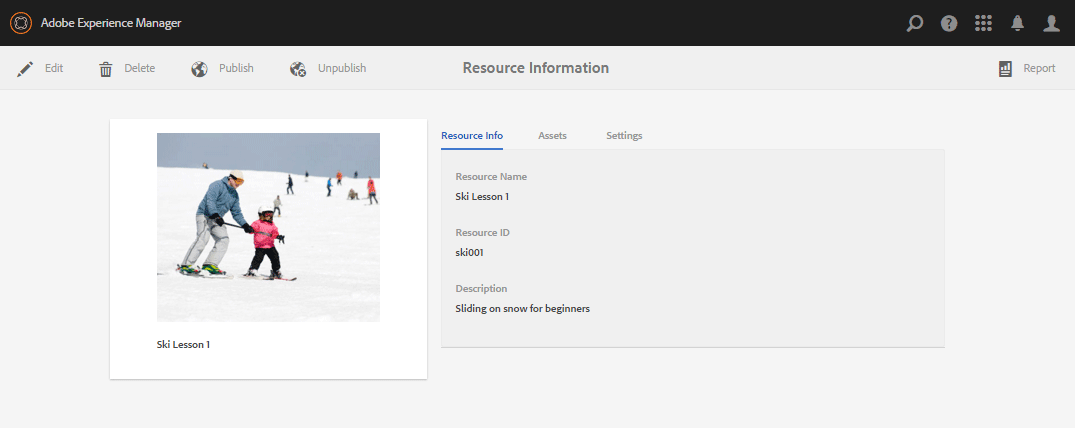 Adobe Experience Manager
Edit
Delete
Publish
Unpublish
Resource Information
Report
Resource Info
Assets
Settings
Resource Name
Ski Lesson 1
Resource ID
ski001
Description
Sliding on snow for beginners
Ski Lesson 1